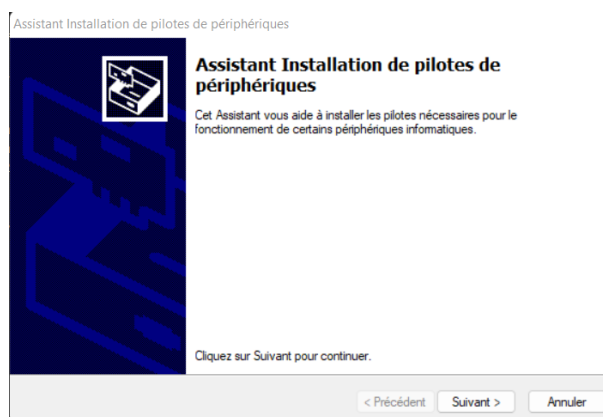 Assistant Installation de pilotes de périphériques
Assistant Installation de pilotes de
périphériques
Cet Assistant vous aide à installer les pilotes nécessaires pour le
fonctionnement de certains périphériques informatiques.
Cliquez sur Suivant pour continuer.
< Précédent Suivant > Annuler